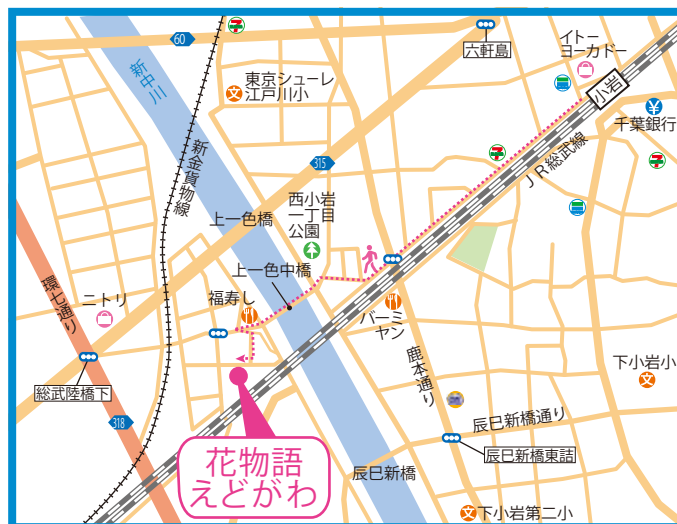 60
六軒島
イトー
ヨーカドー
新中川
東京シューレ
江戸川小
小岩
千葉銀行
新金貨物線
315
JR総武線
西小岩
一丁目
公園
上一色橋
上一色中橋
環七通り
ニトリ
福寿し
バーミ
ヤン
鹿本通り
下小岩小
総武陸橋下
318
辰巳新橋通り
花物語
えどがわ
辰巳新橋
辰巳新橋東詰
下小岩第二小
文
文
文
7
7
7